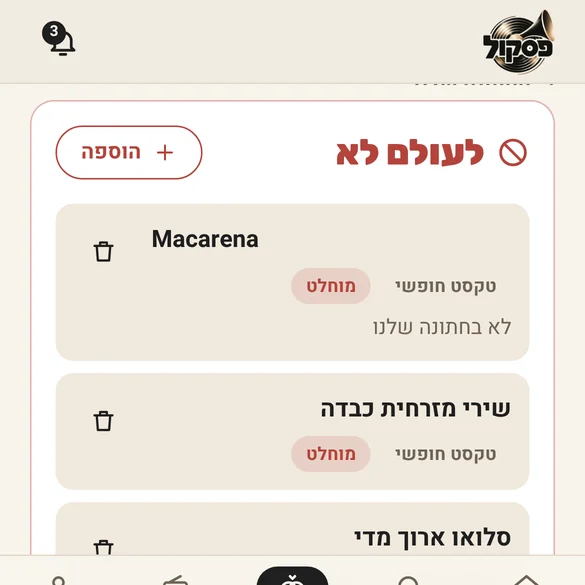 3
פסקול
לעולם לא
+ הוספה
Macarena
טקסט חופשי מוחלט
לא בחתונה שלנו
שירי מזרחית כבדה
טקסט חופשי מוחלט
סלואו ארוך מדי